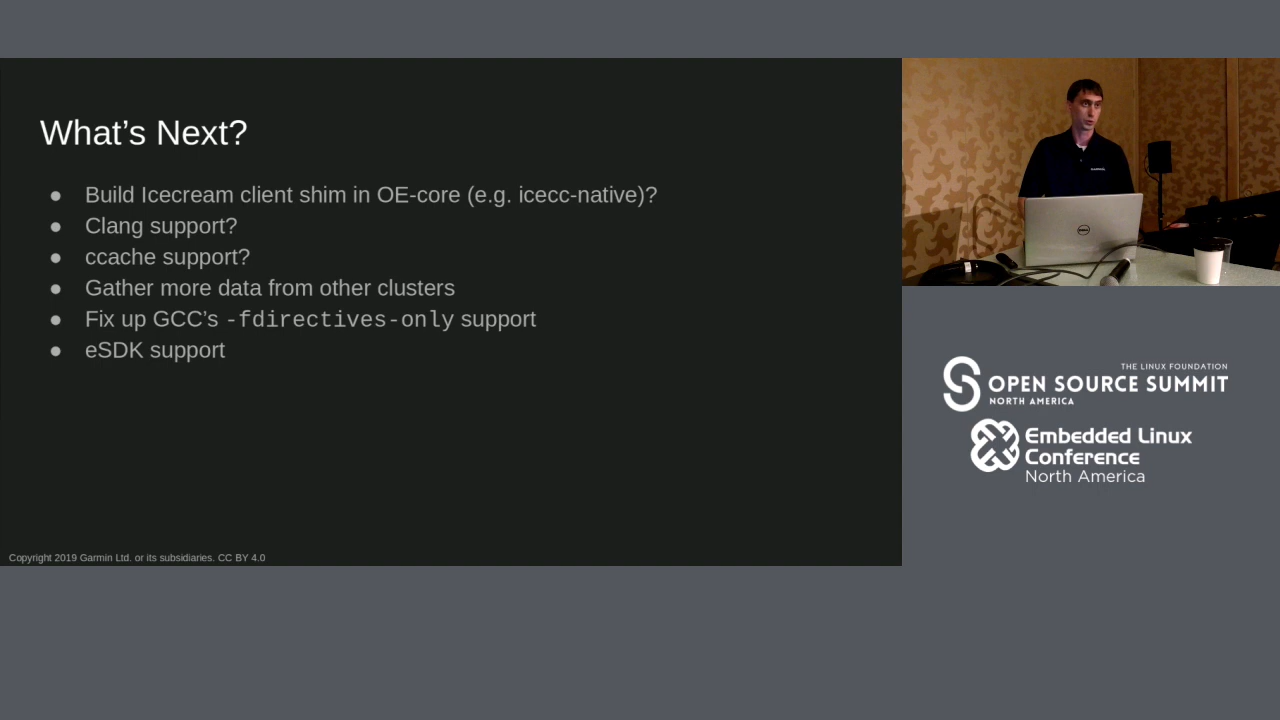 What's Next?
● Build Icecream client shim in OE-core (e.g. icecc-native)?
● Clang support?
● ccache support?
● Gather more data from other clusters
● Fix up GCC's -fdirectives-only support
● eSDK support
Copyright 2019 Garmin Ltd. or its subsidiaries. CC BY 4.0
THE LINUX FOUNDATION
OPEN SOURCE SUMMIT
NORTH AMERICA
Embedded Linux
Conference
North America